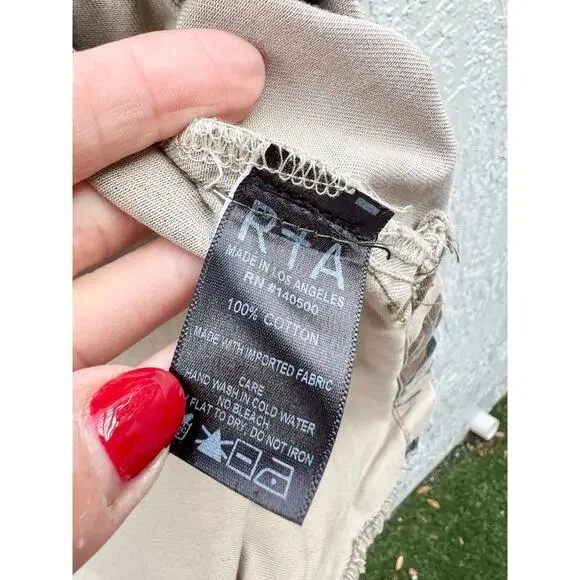 R+A
MADE IN LOS ANGELES
RN #140500
100% COTTON
MADE WITH IMPORTED FABRIC
CARE
HAND WASH IN COLD WATER
NO BLEACH
FLAT TO DRY. DO NOT IRON